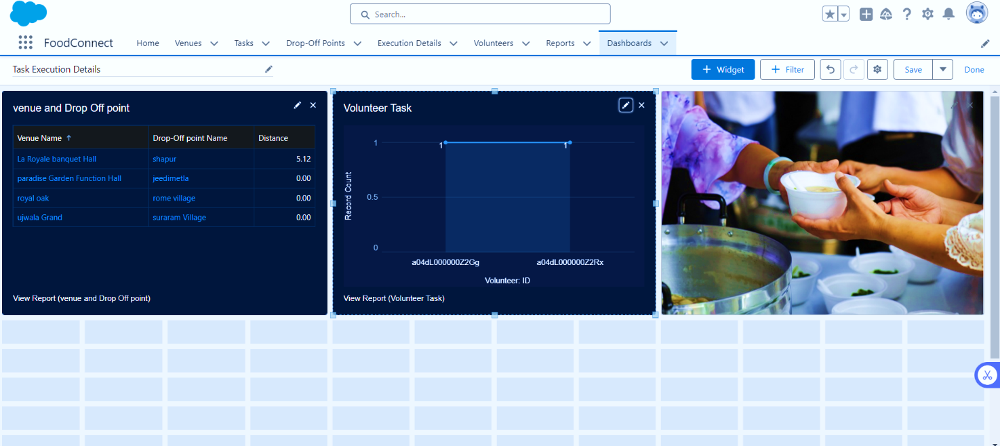 Search...
FoodConnect Home Venues Tasks Drop-Off Points Execution Details Volunteers Reports Dashboards
Task Execution Details
+ Widget + Filter Save Done
venue and Drop Off point
Venue Name ↑ Drop-Off point Name Distance
La Royale banquet Hall shapur 5.12
paradise Garden Function Hall jeedimetla 0.00
royal oak rome village 0.00
ujwala Grand suraram Village 0.00
View Report (venue and Drop Off point)
Volunteer Task
Record Count
1
0.5
0
1 1
a04dL000000Z2Gg a04dL000000Z2Rx
Volunteer: ID
View Report (Volunteer Task)